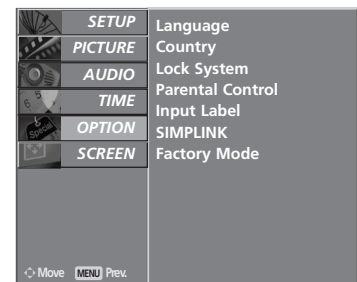 SETUP
PICTURE
AUDIO
TIME
OPTION
SCREEN
Language
Country
Lock System
Parental Control
Input Label
SIMPLINK
Factory Mode
Special
Move MENU Prev.